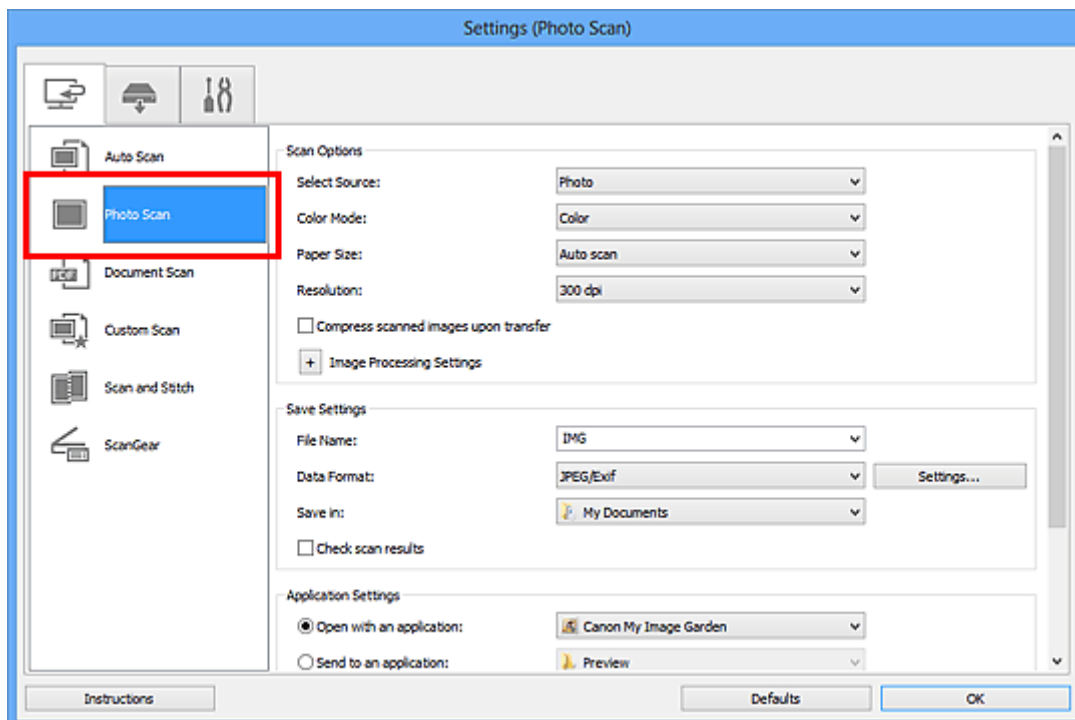 Settings (Photo Scan)
Auto Scan
Photo Scan
Document Scan
Custom Scan
Scan and Stitch
ScanGear
Scan Options
Select Source: Photo
Color Mode: Color
Paper Size: Auto scan
Resolution: 300 dpi
Compress scanned images upon transfer
+ Image Processing Settings
Save Settings
File Name: IMG
Data Format: JPEG/Exif Settings...
Save in: My Documents
Check scan results
Application Settings
Open with an application: Canon My Image Garden
Send to an application: Preview
Instructions Defaults OK